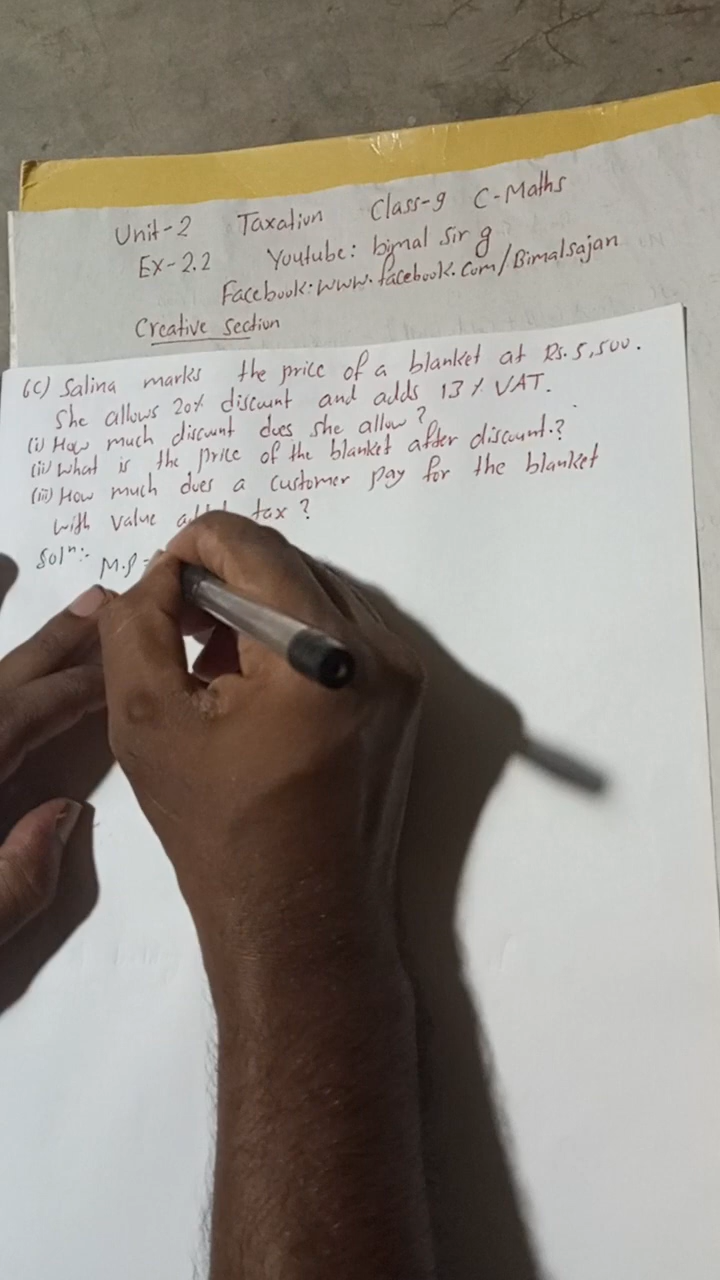 Unit-2 Taxation Class-9 C-Maths
Ex-2.2 Youtube: bimal sir g
Facebook: www.facebook.com/Bimalsajan
Creative section
6c) Salina marks the price of a blanket at Rs. 5,500.
She allows 20% discount and adds 13% VAT.
(i) How much discount does she allow?
(ii) What is the price of the blanket after discount.?
(iii) How much does a customer pay for the blanket
with value tax?
Solⁿ:- M.P =